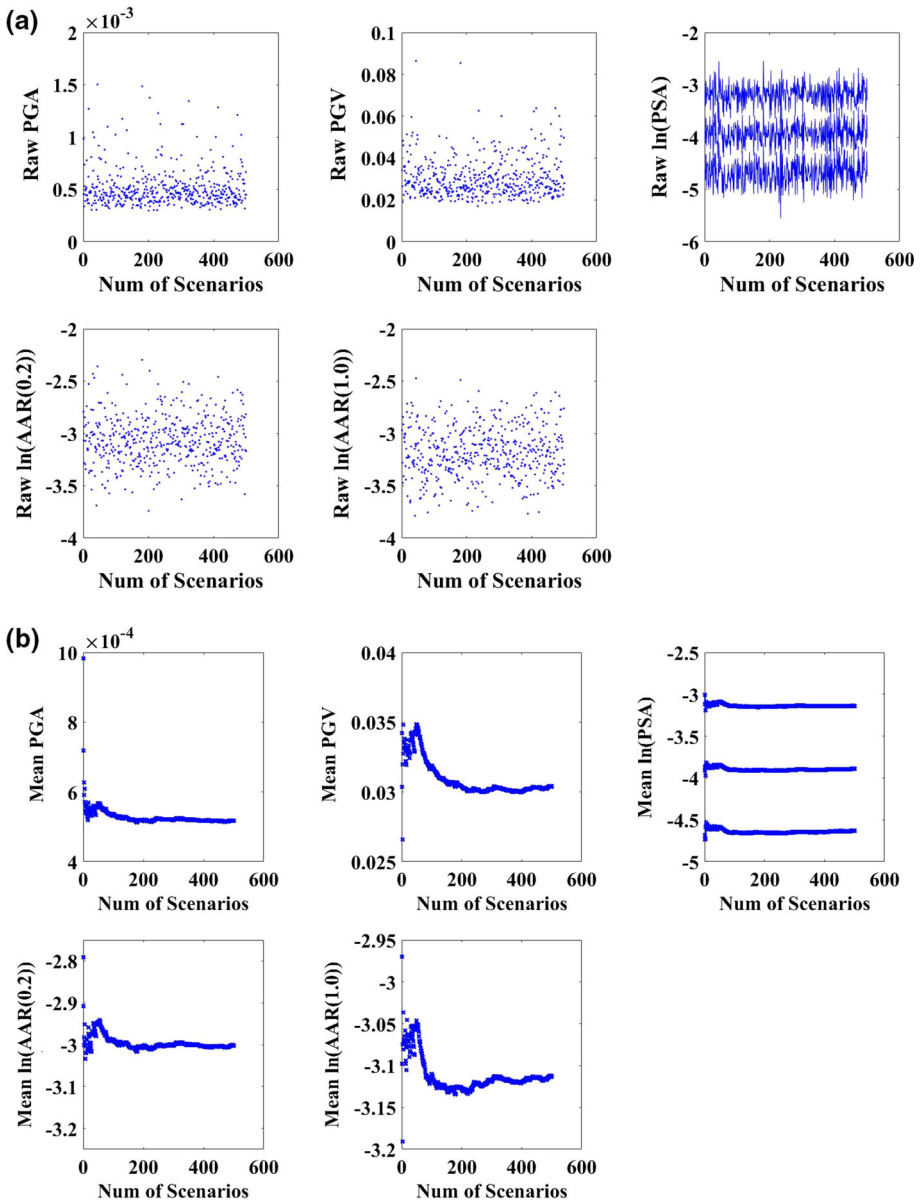 (a)
×10⁻³
2
1.5
1
0.5
0
Raw PGA
0 200 400 600
Num of Scenarios
0.1
0.08
0.06
0.04
0.02
0
Raw PGV
0 200 400 600
Num of Scenarios
-2
-3
-4
-5
-6
Raw ln(PSA)
0 200 400 600
Num of Scenarios
-2
-2.5
-3
-3.5
-4
Raw ln(AAR(0.2))
0 200 400 600
Num of Scenarios
-2
-2.5
-3
-3.5
-4
Raw ln(AAR(1.0))
0 200 400 600
Num of Scenarios
(b)
×10⁻⁴
10
8
6
4
Mean PGA
0 200 400 600
Num of Scenarios
0.04
0.035
0.03
0.025
Mean PGV
0 200 400 600
Num of Scenarios
-2.5
-3
-3.5
-4
-4.5
-5
Mean ln(PSA)
0 200 400 600
Num of Scenarios
-2.8
-2.9
-3
-3.1
-3.2
Mean ln(AAR(0.2))
0 200 400 600
Num of Scenarios
-2.95
-3
-3.05
-3.1
-3.15
-3.2
Mean ln(AAR(1.0))
0 200 400 600
Num of Scenarios